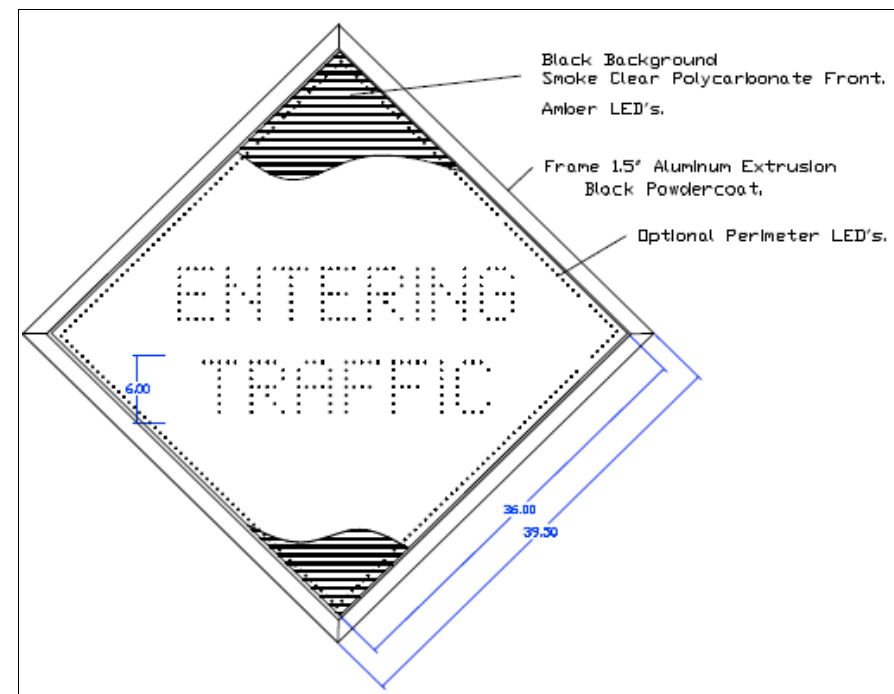 Black Background
Smoke Clear Polycarbonate Front.
Amber LED's.
Frame 1.5" Aluminum Extrusion
Black Powdercoat.
Optional Perimeter LED's.
ENTERING
TRAFFIC
6.00
36.00
39.50